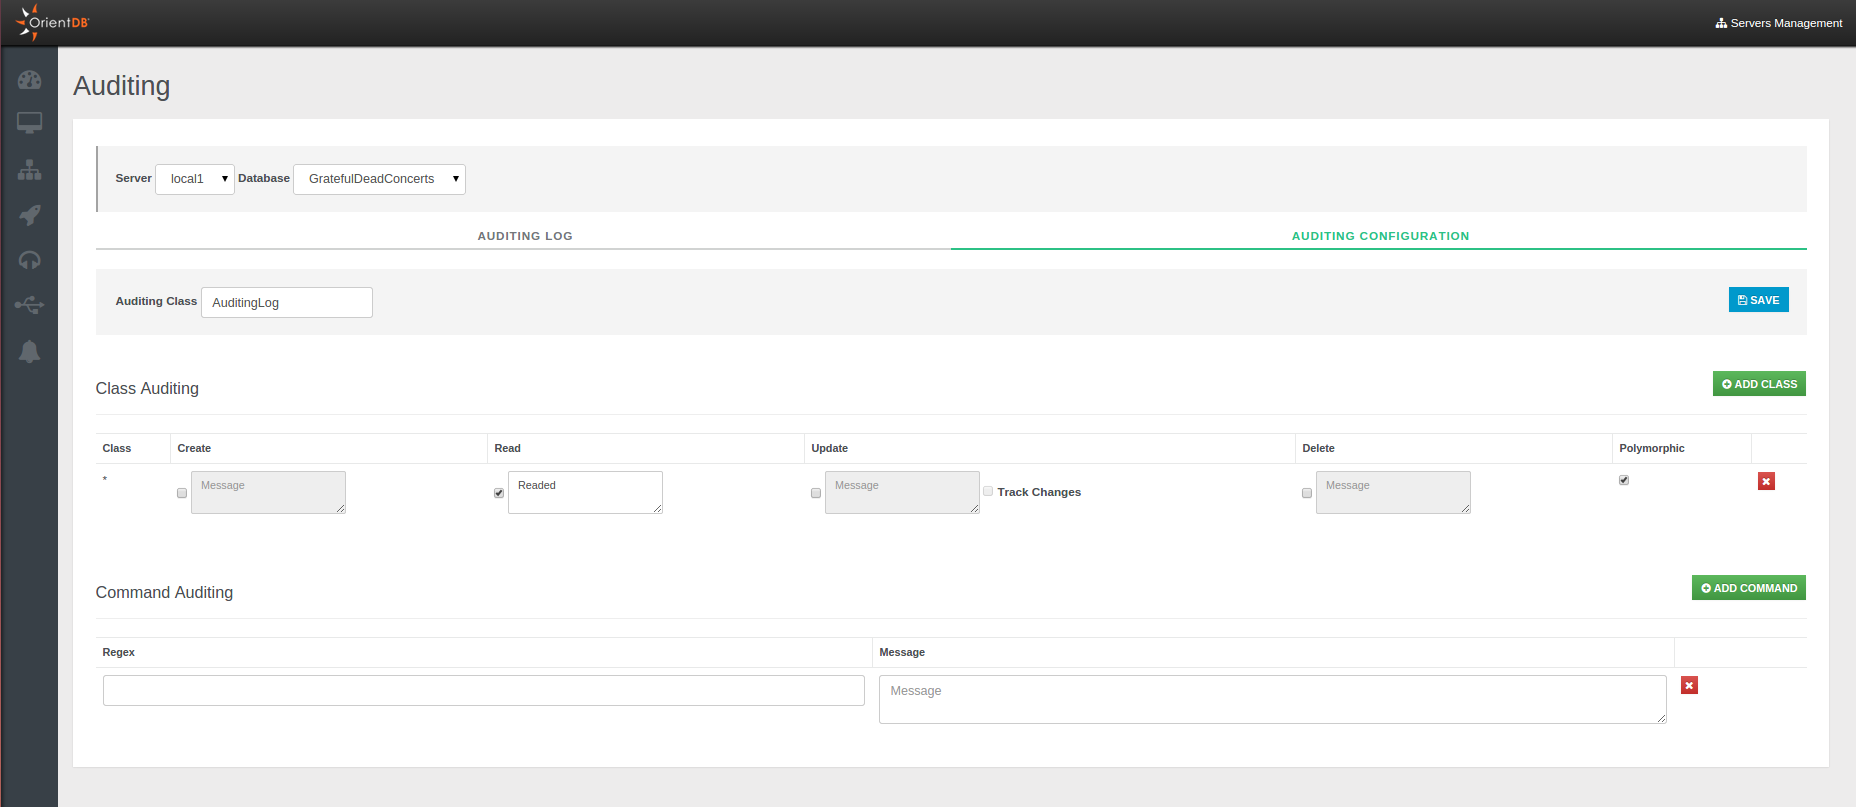 OrientDB
Servers Management
Auditing
Server local1 Database GratefulDeadConcerts
AUDITING LOG AUDITING CONFIGURATION
Auditing Class AuditingLog SAVE
Class Auditing ADD CLASS
Class Create Read Update Delete Polymorphic
* Message Readed Message Track Changes Message
Command Auditing ADD COMMAND
Regex Message
Message